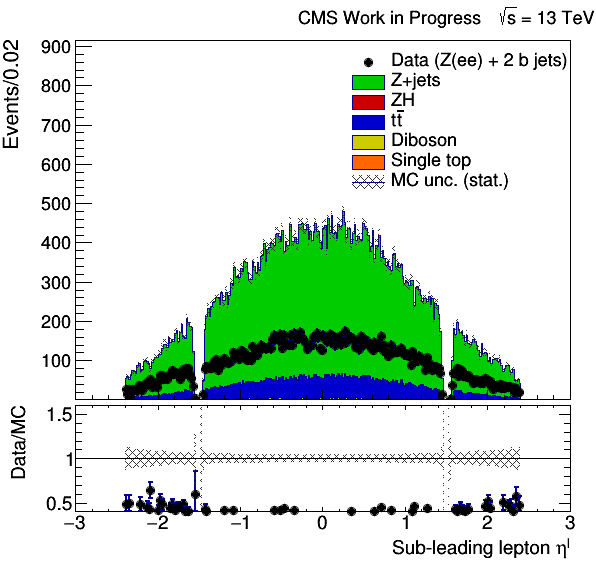 CMS Work in Progress √s = 13 TeV
Events/0.02
900
800
700
600
500
400
300
200
100
Data (Z(ee) + 2 b jets)
Z+jets
ZH
tt̅
Diboson
Single top
MC unc. (stat.)
Data/MC
1.5
1
0.5
−3 −2 −1 0 1 2 3
Sub-leading lepton ηˡ